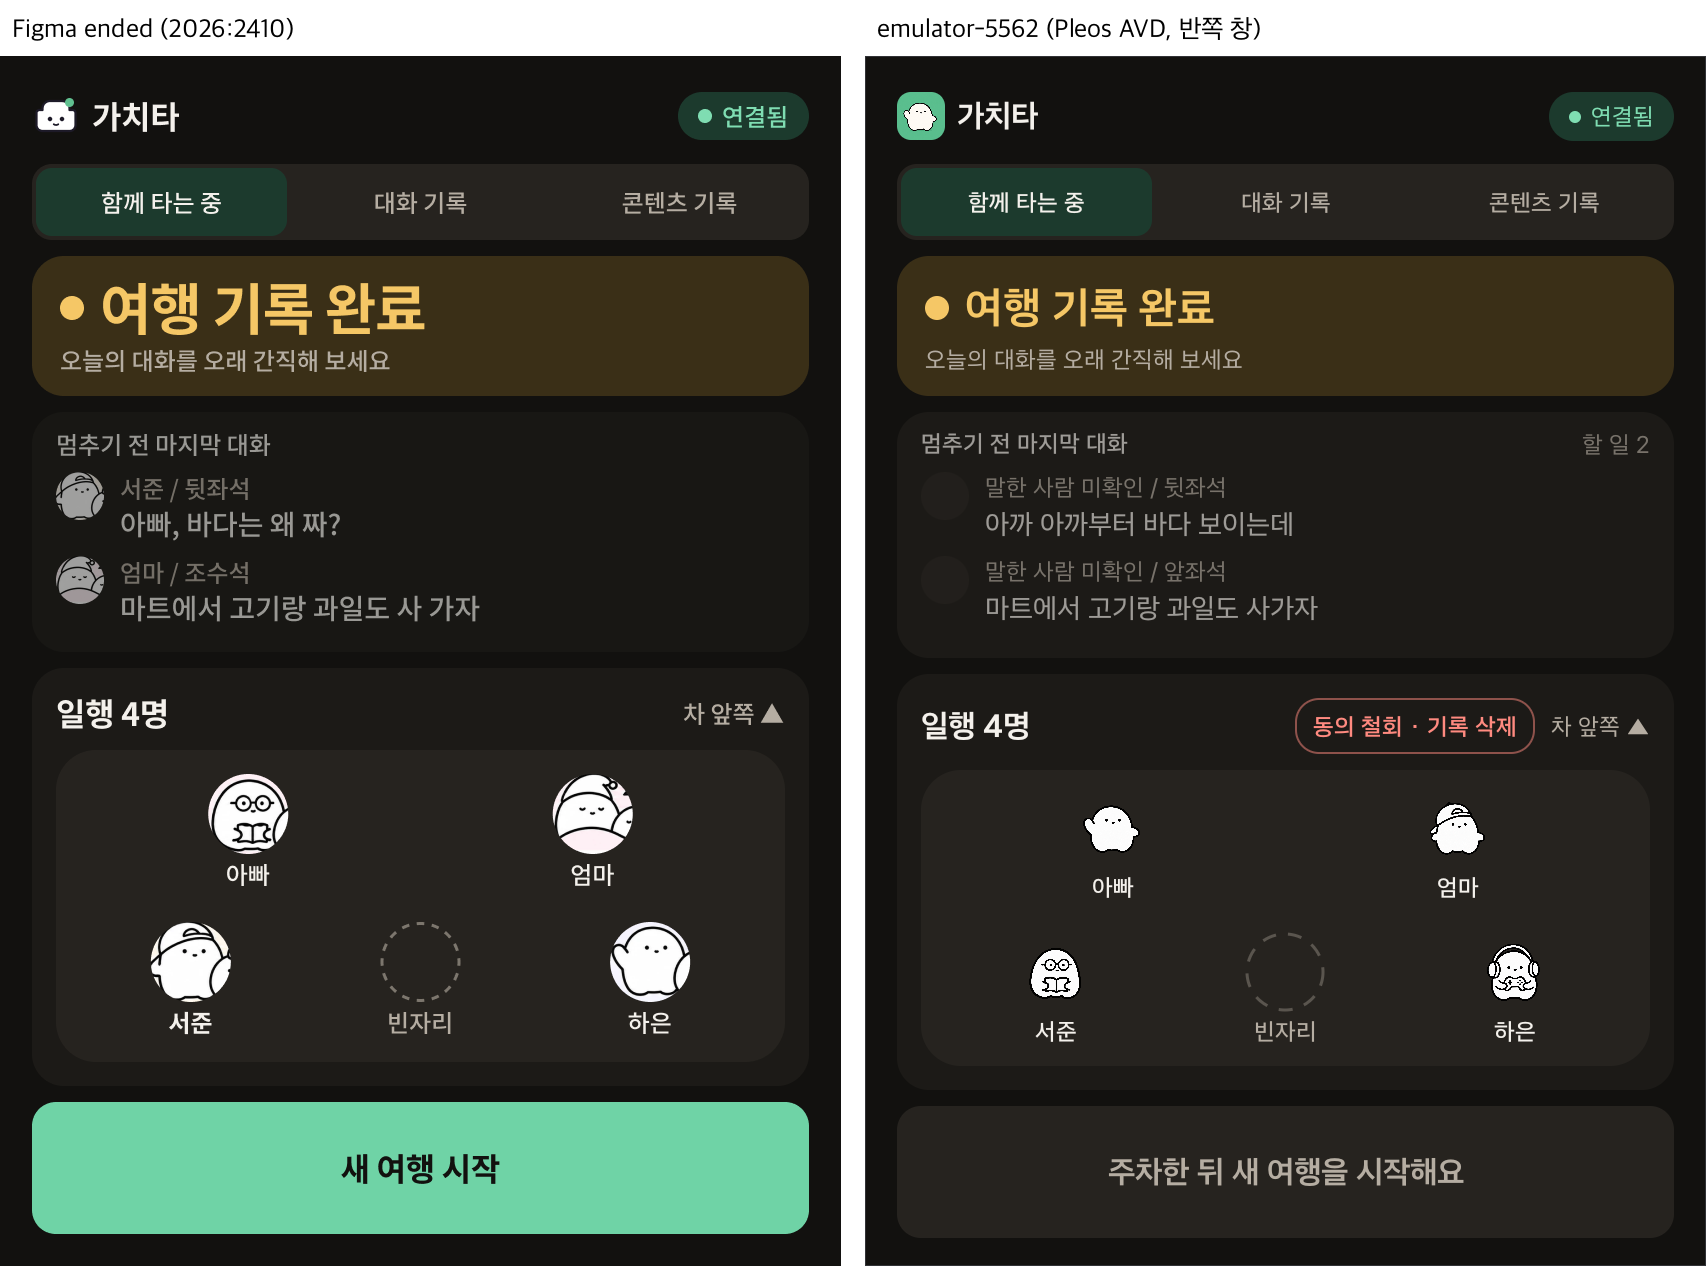 Figma ended (2026:2410)
가치타
연결됨
함께 타는 중
대화 기록
콘텐츠 기록
여행 기록 완료
오늘의 대화를 오래 간직해 보세요
멈추기 전 마지막 대화
서준 / 뒷좌석
아빠, 바다는 왜 짜?
엄마 / 조수석
마트에서 고기랑 과일도 사 가자
일행 4명
차 앞쪽 ▲
아빠
엄마
서준
빈자리
하은
새 여행 시작
emulator-5562 (Pleos AVD, 반쪽 창)
가치타
연결됨
함께 타는 중
대화 기록
콘텐츠 기록
여행 기록 완료
오늘의 대화를 오래 간직해 보세요
멈추기 전 마지막 대화
할 일 2
말한 사람 미확인 / 뒷좌석
아까 아까부터 바다 보이는데
말한 사람 미확인 / 앞좌석
마트에서 고기랑 과일도 사가자
일행 4명
동의 철회 · 기록 삭제
차 앞쪽 ▲
아빠
엄마
서준
빈자리
하은
주차한 뒤 새 여행을 시작해요